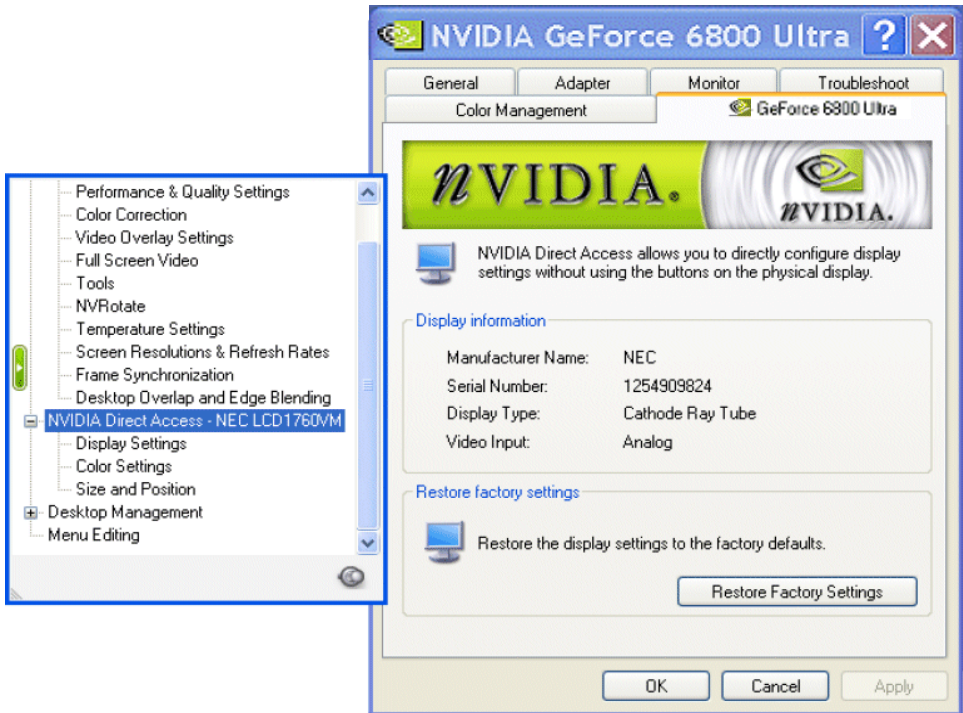 NVIDIA GeForce 6800 Ultra
General Adapter Monitor Troubleshoot
Color Management GeForce 6800 Ultra
nVIDIA.
nVIDIA.
NVIDIA Direct Access allows you to directly configure display
settings without using the buttons on the physical display.
Display information
Manufacturer Name: NEC
Serial Number: 1254909824
Display Type: Cathode Ray Tube
Video Input: Analog
Restore factory settings
Restore the display settings to the factory defaults.
Restore Factory Settings
OK Cancel Apply
Performance & Quality Settings
Color Correction
Video Overlay Settings
Full Screen Video
Tools
NVRotate
Temperature Settings
Screen Resolutions & Refresh Rates
Frame Synchronization
Desktop Overlap and Edge Blending
NVIDIA Direct Access - NEC LCD1760VM
Display Settings
Color Settings
Size and Position
Desktop Management
Menu Editing